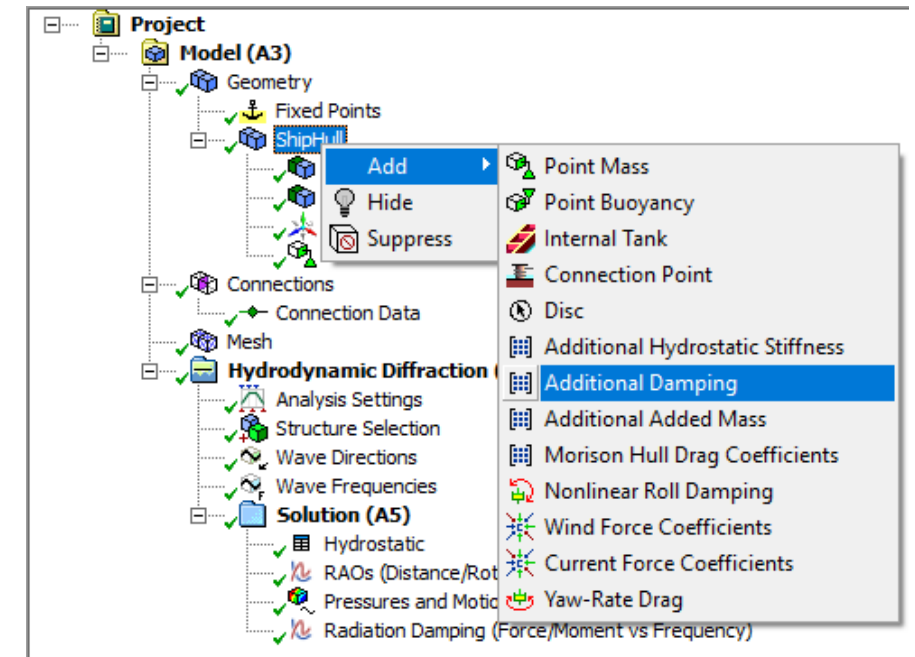 Project
Model (A3)
Geometry
Fixed Points
ShipHull
Add
Hide
Suppress
Point Mass
Point Buoyancy
Internal Tank
Connection Point
Disc
Additional Hydrostatic Stiffness
Additional Damping
Additional Added Mass
Morison Hull Drag Coefficients
Nonlinear Roll Damping
Wind Force Coefficients
Current Force Coefficients
Yaw-Rate Drag
Connections
Connection Data
Mesh
Hydrodynamic Diffraction (
Analysis Settings
Structure Selection
Wave Directions
Wave Frequencies
Solution (A5)
Hydrostatic
RAOs (Distance/Rot
Pressures and Motio
Radiation Damping (Force/Moment vs Frequency)